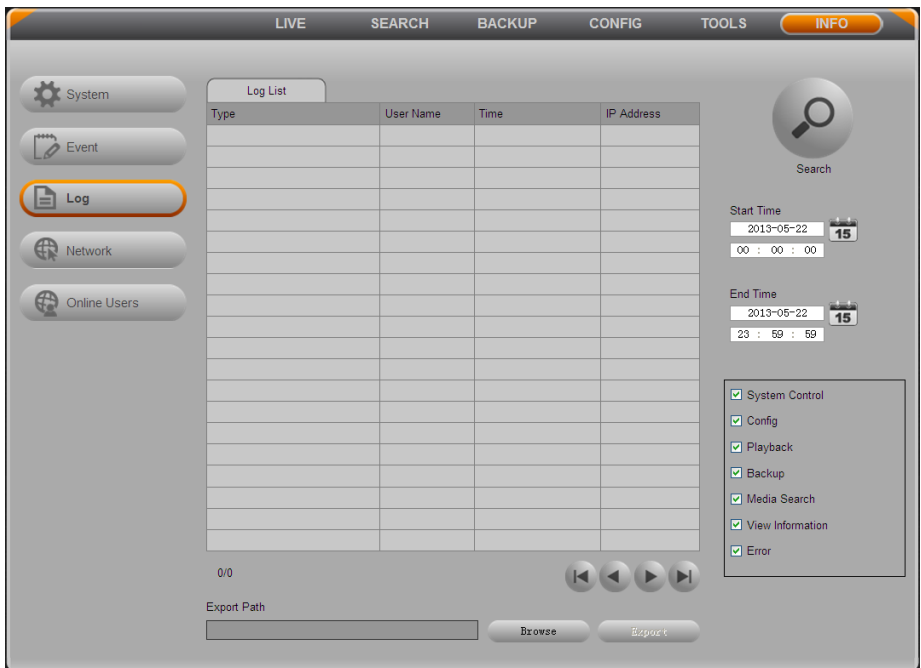 LIVE SEARCH BACKUP CONFIG TOOLS INFO
System
Event
Log
Network
Online Users
Log List
Type User Name Time IP Address
0/0
Export Path
Browse Export
Search
Start Time
2013-05-22 15
00 : 00 : 00
End Time
2013-05-22 15
23 : 59 : 59
System Control
Config
Playback
Backup
Media Search
View Information
Error